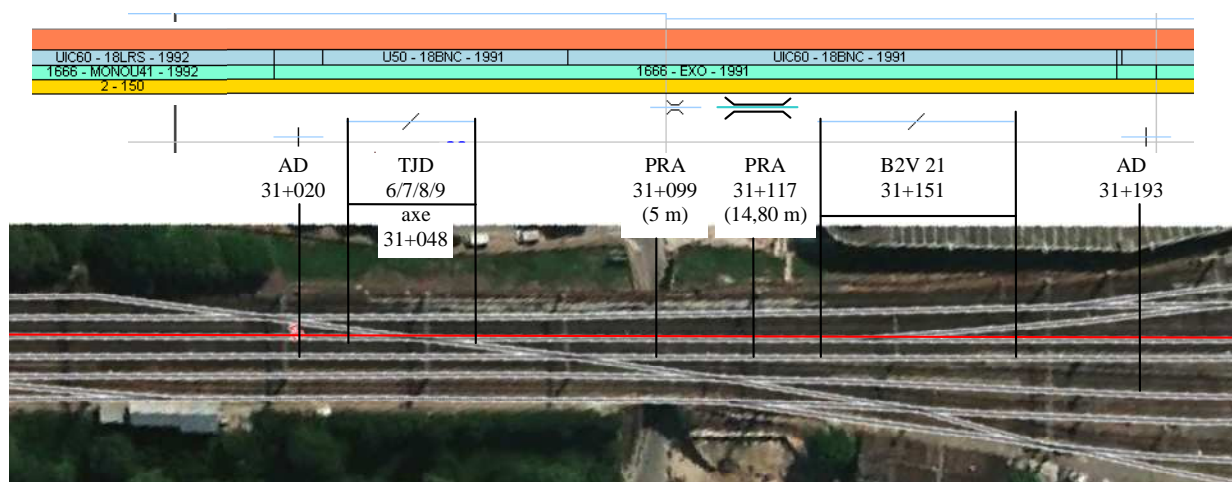 UIC60 - 18LRS - 1992
U50 - 18BNC - 1991
UIC60 - 18BNC - 1991
1666 - MONOU41 - 1992
1666 - EXO - 1991
2 - 150
AD
31+020
TJD
6/7/8/9
axe
31+048
PRA
31+099
(5 m)
PRA
31+117
(14,80 m)
B2V 21
31+151
AD
31+193